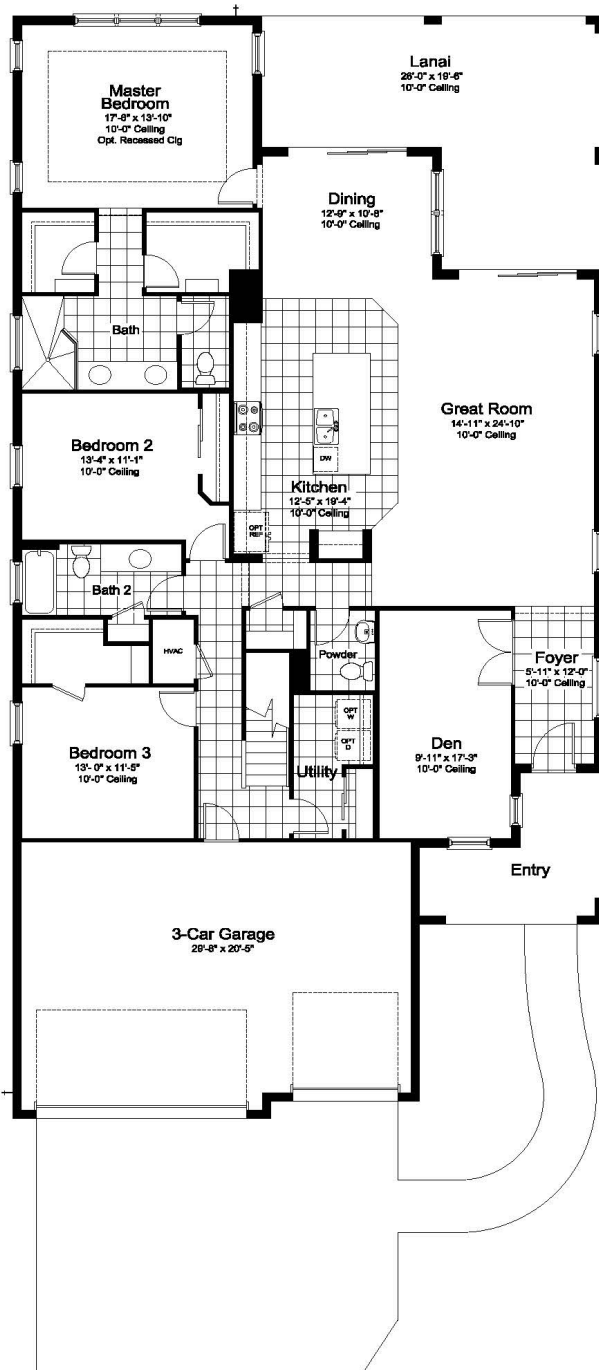 Lanai
26'-0" x 19'-6"
10'-0" Ceiling
Master
Bedroom
17'-8" x 13'-10"
10'-0" Ceiling
Opt. Recessed Clg
Dining
12'-9" x 10'-8"
10'-0" Ceiling
Bath
Great Room
14'-11" x 24'-10"
10'-0" Ceiling
Bedroom 2
13'-4" x 11'-1"
10'-0" Ceiling
DW
Kitchen
12'-5" x 19'-4"
10'-0" Ceiling
OPT
REF
Bath 2
HVAC
Powder
Foyer
5'-11" x 12'-0"
10'-0" Ceiling
OPT
W
OPT
D
Utility
Den
9'-11" x 17'-3"
10'-0" Ceiling
Bedroom 3
13'-0" x 11'-5"
10'-0" Ceiling
Entry
3-Car Garage
29'-8" x 20'-5"